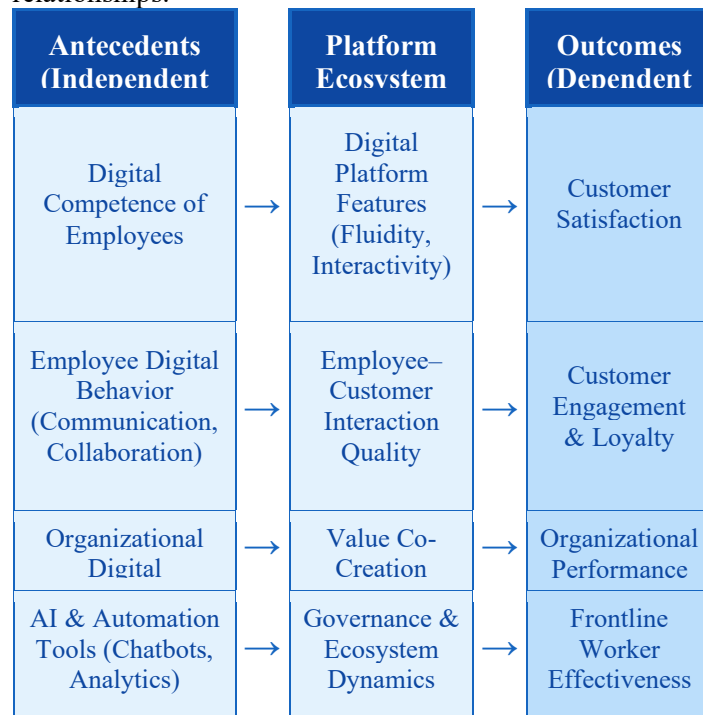 relationships.
Antecedents
(Independent
Platform
Ecosystem
Outcomes
(Dependent
Digital
Competence of
Employees
→
Digital
Platform
Features
(Fluidity,
Interactivity)
→
Customer
Satisfaction
Employee Digital
Behavior
(Communication,
Collaboration)
→
Employee–
Customer
Interaction
Quality
→
Customer
Engagement
& Loyalty
Organizational
Digital
→
Value Co-
Creation
→
Organizational
Performance
AI & Automation
Tools (Chatbots,
Analytics)
→
Governance &
Ecosystem
Dynamics
→
Frontline
Worker
Effectiveness